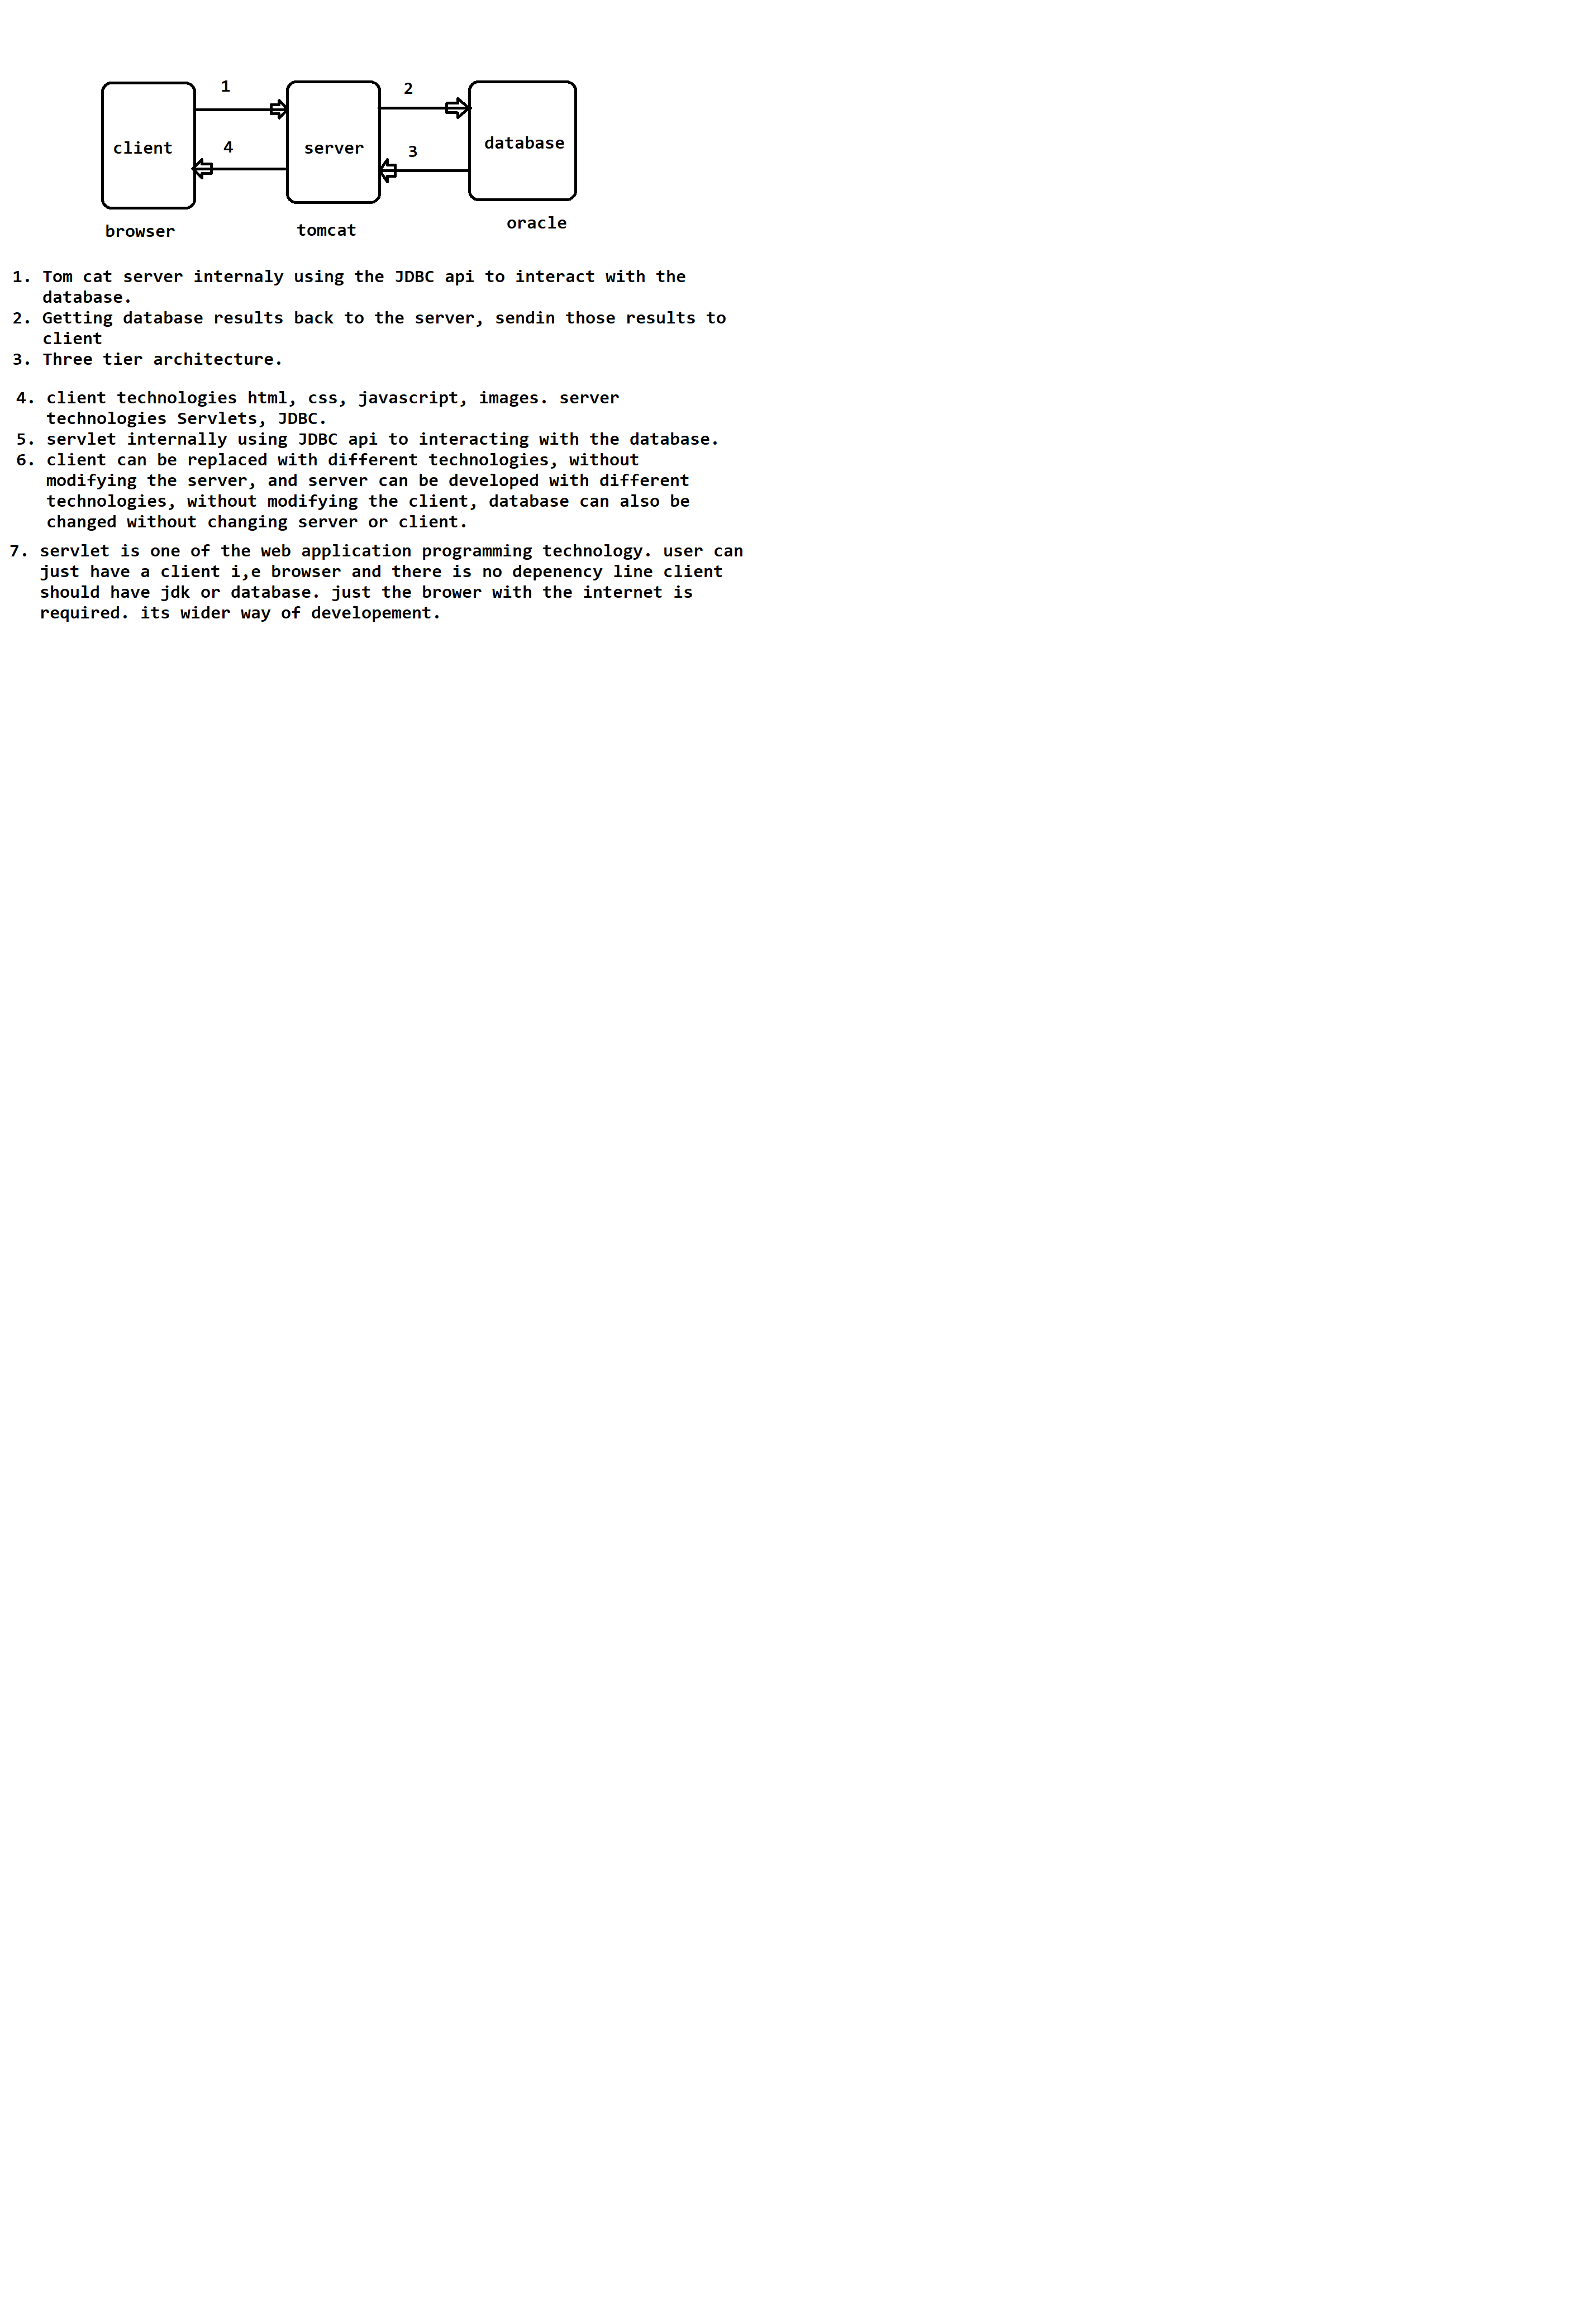 1
2
client
4
server
3
database
browser
tomcat
oracle
1. Tom cat server internaly using the JDBC api to interact with the
database.
2. Getting database results back to the server, sendin those results to
client
3. Three tier architecture.
4. client technologies html, css, javascript, images. server
technologies Servlets, JDBC.
5. servlet internally using JDBC api to interacting with the database.
6. client can be replaced with different technologies, without
modifying the server, and server can be developed with different
technologies, without modifying the client, database can also be
changed without changing server or client.
7. servlet is one of the web application programming technology. user can
just have a client i,e browser and there is no depenency line client
should have jdk or database. just the brower with the internet is
required. its wider way of developement.